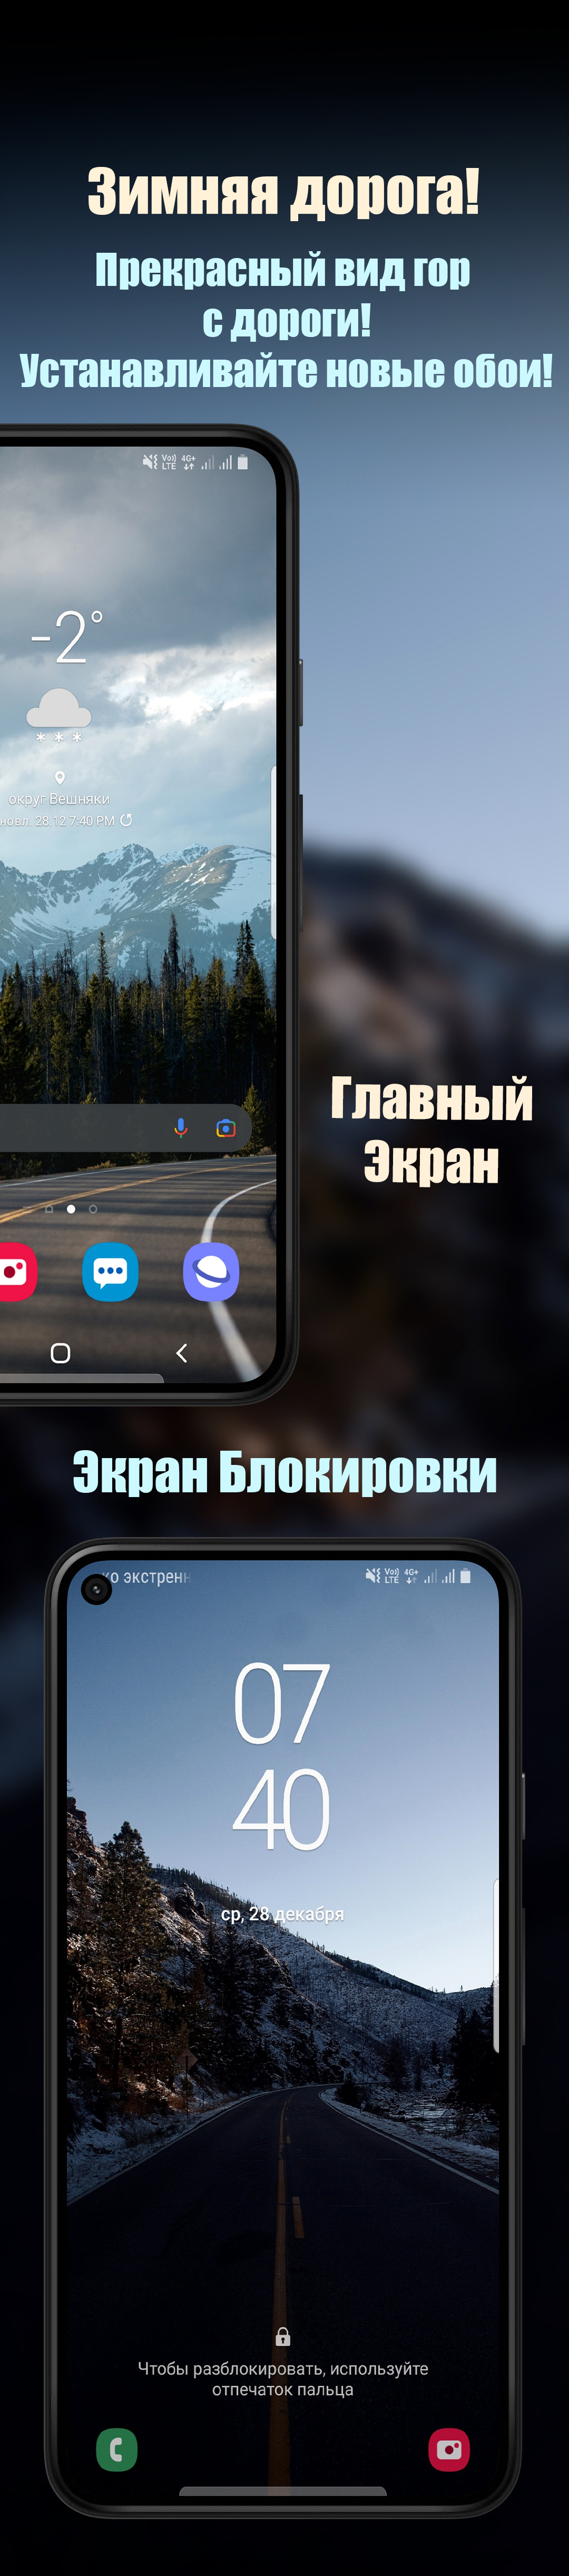 Зимняя дорога!
Прекрасный вид гор
с дороги!
Устанавливайте новые обои!
Vo)) 4G+
LTE
-2°
округ Вешняки
новл. 28.12 7:40 PM
Главный
Экран
Экран Блокировки
ко экстренн
Vo)) 4G+
LTE
07
40
ср, 28 декабря
Чтобы разблокировать, используйте
отпечаток пальца